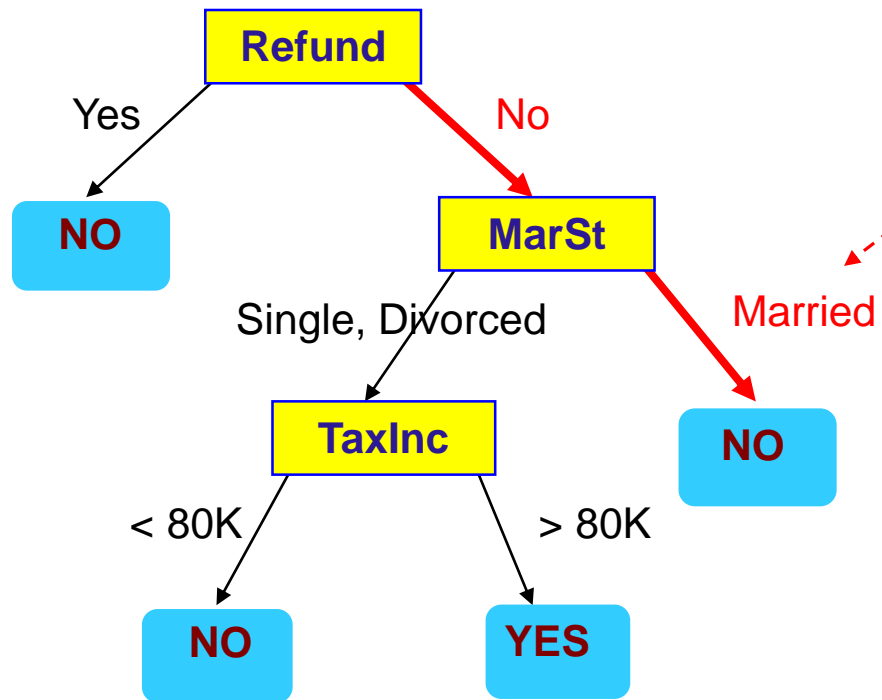 Refund
Yes
No
NO
MarSt
Single, Divorced
Married
TaxInc
NO
< 80K
> 80K
NO
YES